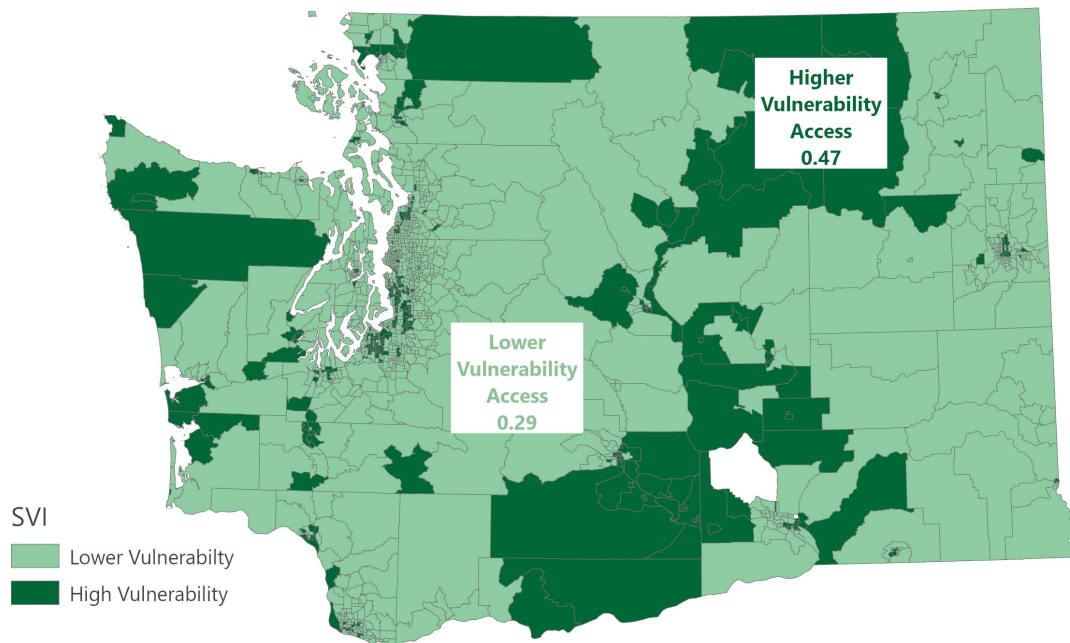 Higher
Vulnerability
Access
0.47
Lower
Vulnerability
Access
0.29
SVI
Lower Vulnerabilty
High Vulnerability